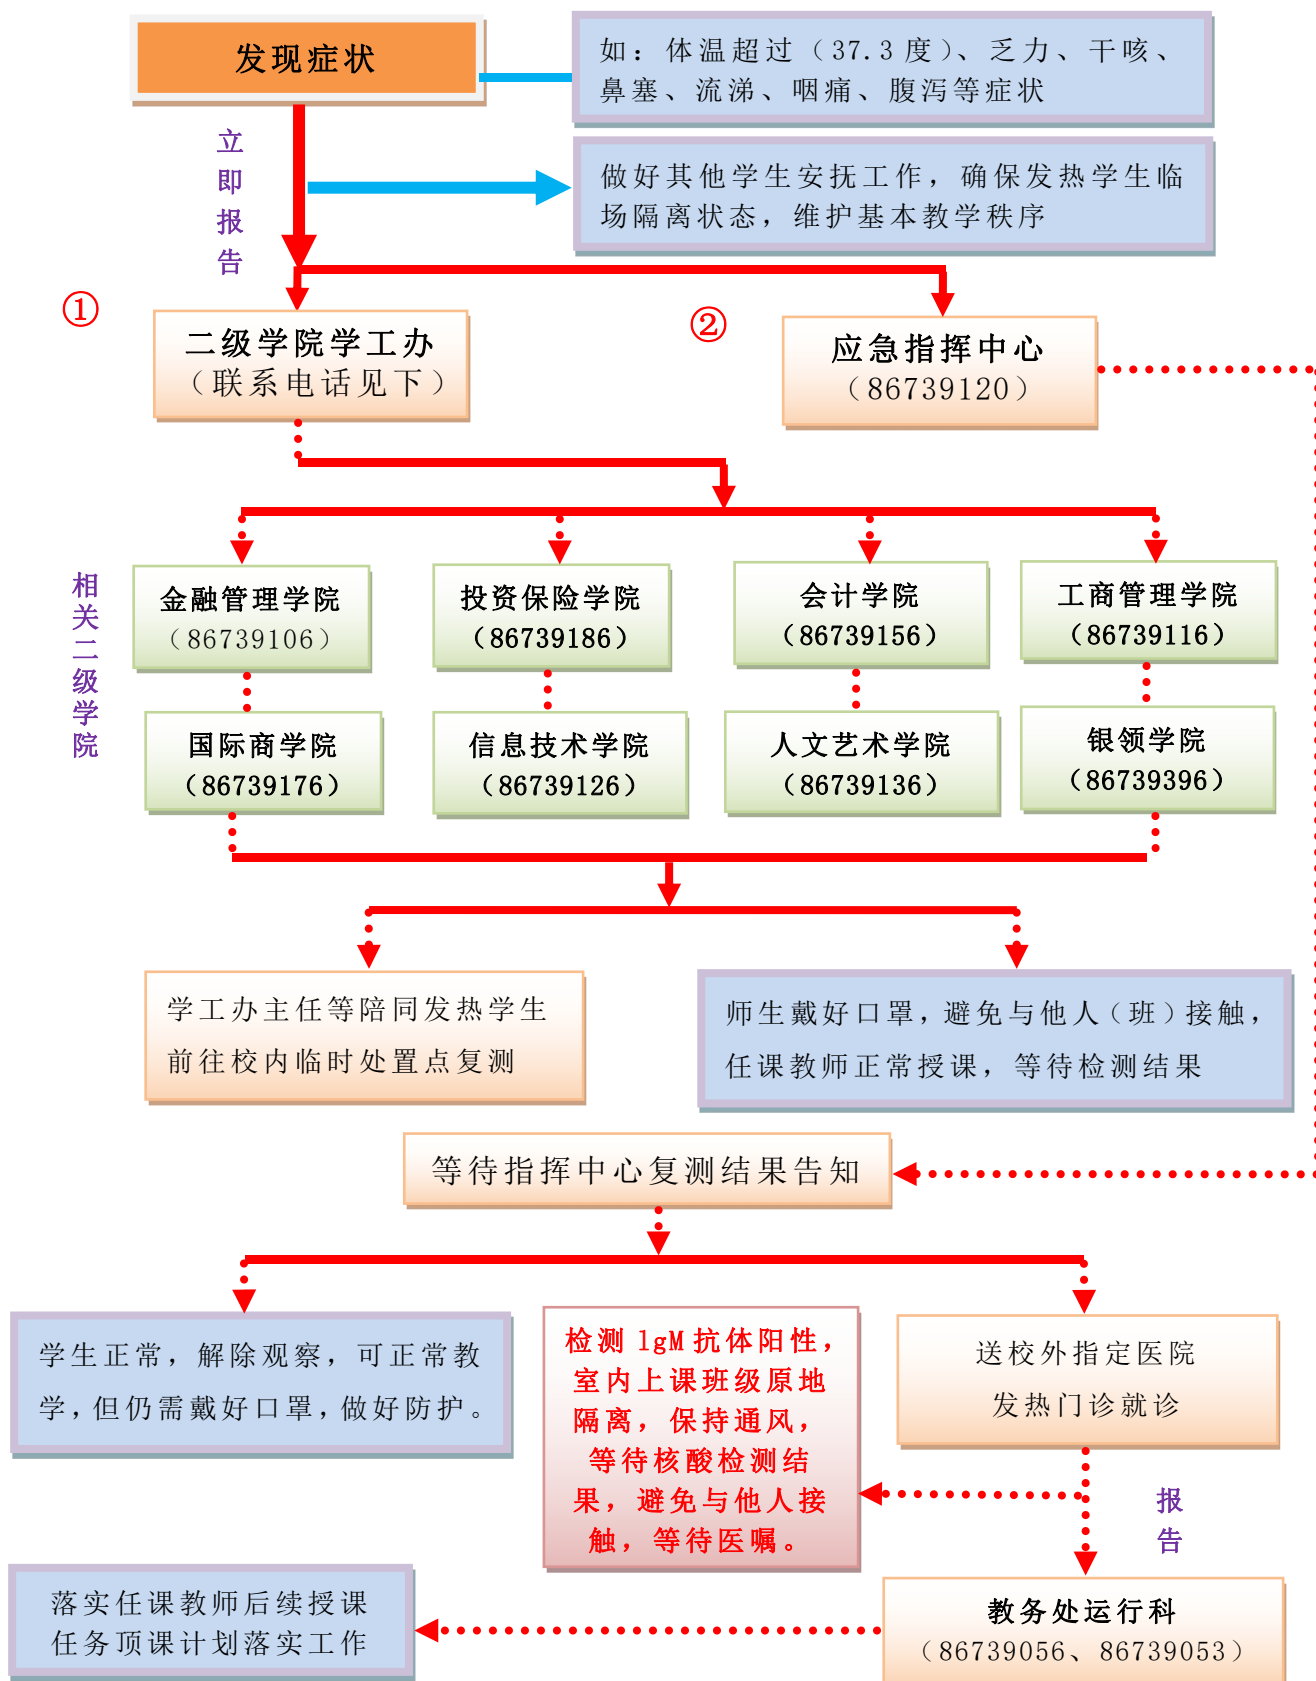 发现症状
如：体温超过（37.3 度）、乏力、干咳、
鼻塞、流涕、咽痛、腹泻等症状
立即报告
做好其他学生安抚工作，确保发热学生临
场隔离状态，维护基本教学秩序
①
二级学院学工办
（联系电话见下）
②
应急指挥中心
（86739120）
相关二级学院
金融管理学院
（86739106）
投资保险学院
（86739186）
会计学院
（86739156）
工商管理学院
（86739116）
国际商学院
（86739176）
信息技术学院
（86739126）
人文艺术学院
（86739136）
银领学院
（86739396）
学工办主任等陪同发热学生
前往校内临时处置点复测
师生戴好口罩，避免与他人（班）接触，
任课教师正常授课，等待检测结果
等待指挥中心复测结果告知
学生正常，解除观察，可正常教
学，但仍需戴好口罩，做好防护。
检测 lgM 抗体阳性，
室内上课班级原地
隔离，保持通风，
等待核酸检测结
果，避免与他人接
触，等待医嘱。
送校外指定医院
发热门诊就诊
报告
落实任课教师后续授课
任务顶课计划落实工作
教务处运行科
（86739056、86739053）